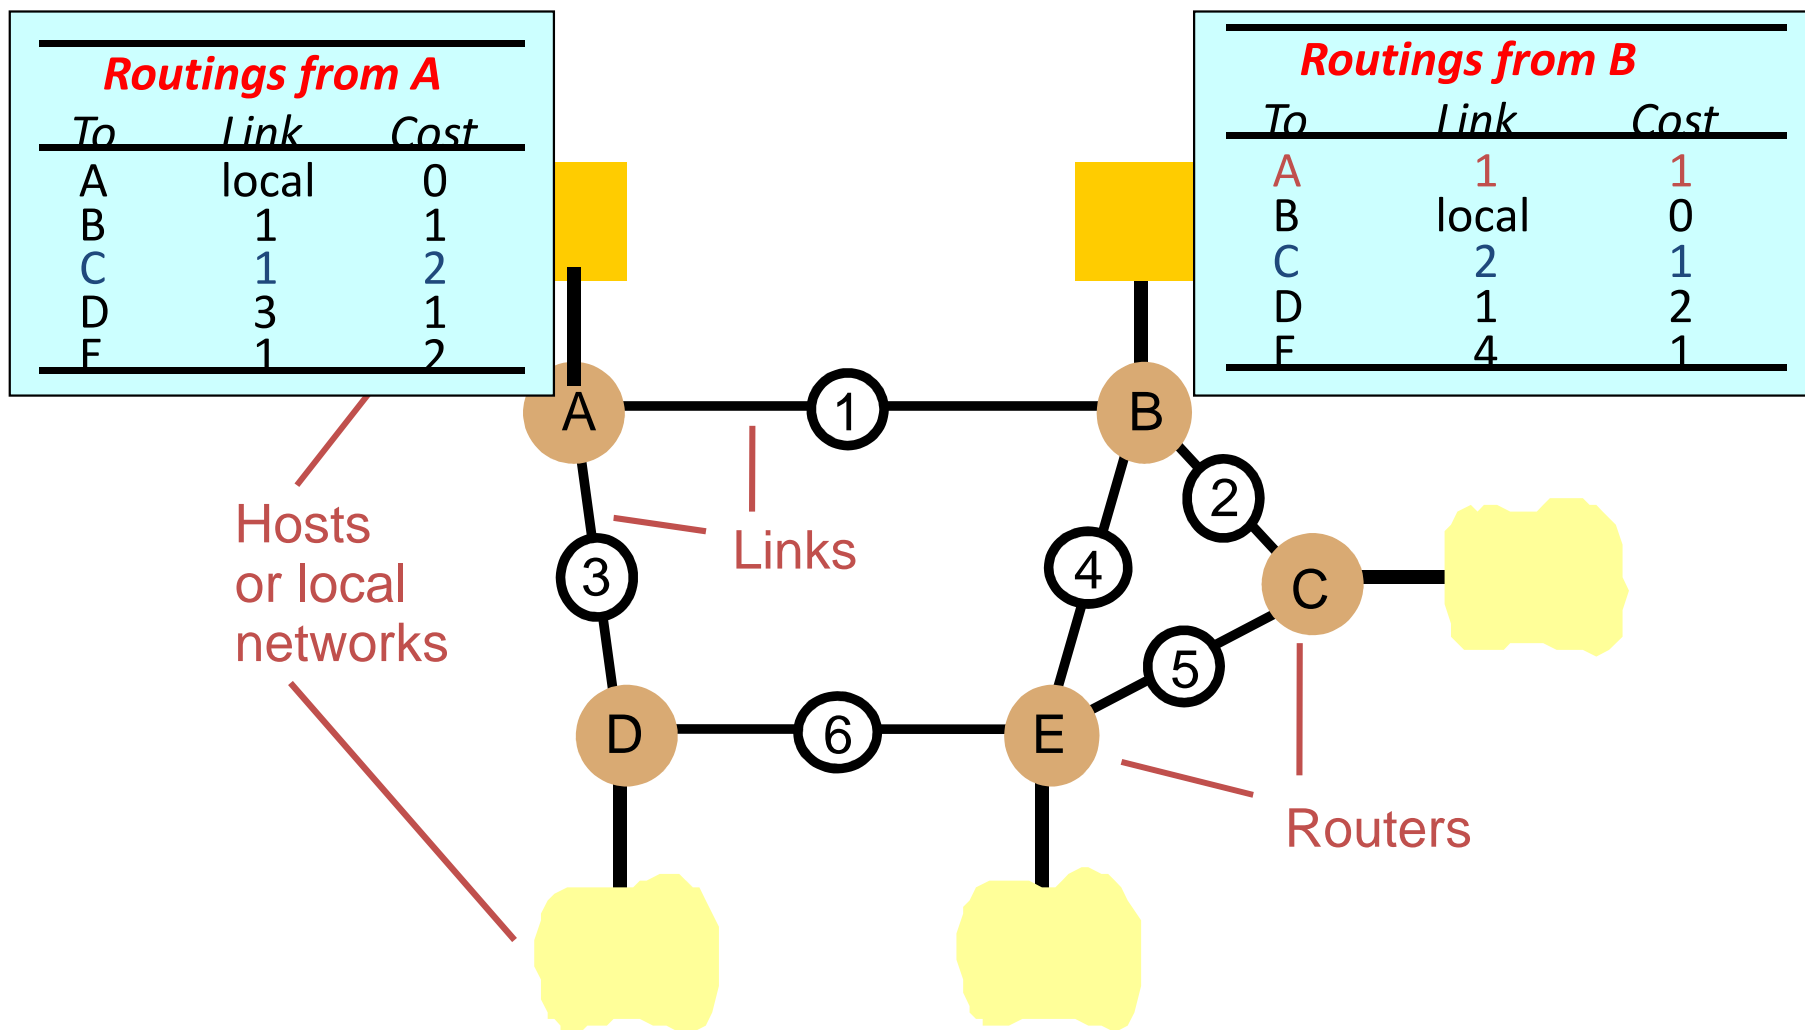 Routings from A
To Link Cost
A local 0
B 1 1
C 1 2
D 3 1
E 1 2
Routings from B
To Link Cost
A 1 1
B local 0
C 2 1
D 1 2
E 4 1
A
1
B
2
Hosts
or local
networks
Links
3
4
C
5
D
6
E
Routers